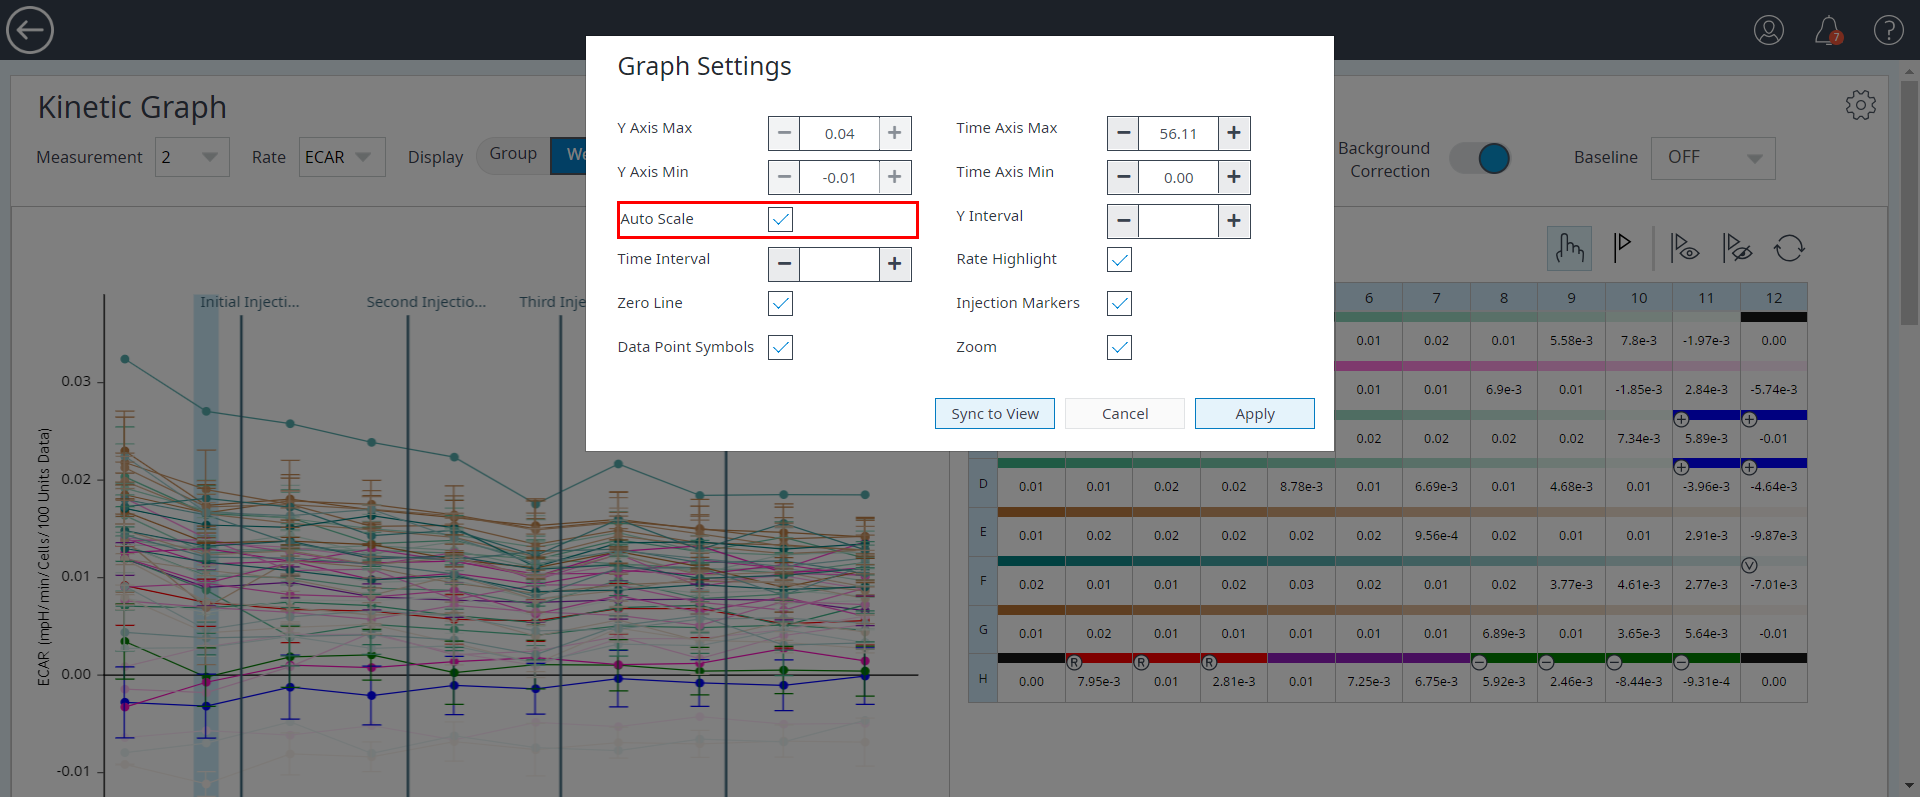 7
?
Kinetic Graph
Measurement 2 Rate ECAR Display Group We
Background Correction
Baseline OFF
Graph Settings
Y Axis Max − 0.04 + Time Axis Max − 56.11 +
Y Axis Min − -0.01 + Time Axis Min − 0.00 +
Auto Scale Y Interval − +
Time Interval − + Rate Highlight
Zero Line Injection Markers
Data Point Symbols Zoom
Sync to View Cancel Apply
Initial Injecti... Second Injectio... Third Inje
ECAR (mpH/min/Cells/100 Units Data)
0.03
0.02
0.01
0.00
-0.01
6 7 8 9 10 11 12
0.01 0.02 0.01 5.58e-3 7.8e-3 -1.97e-3 0.00
0.01 0.01 6.9e-3 0.01 -1.85e-3 2.84e-3 -5.74e-3
+ +
0.02 0.02 0.02 0.02 7.34e-3 5.89e-3 -0.01
+ +
D 0.01 0.01 0.02 0.02 8.78e-3 0.01 6.69e-3 0.01 4.68e-3 0.01 -3.96e-3 -4.64e-3
E 0.01 0.02 0.02 0.02 0.02 0.02 9.56e-4 0.02 0.01 0.01 2.91e-3 -9.87e-3
V
F 0.02 0.01 0.01 0.02 0.03 0.02 0.01 0.02 3.77e-3 4.61e-3 2.77e-3 -7.01e-3
G 0.01 0.02 0.01 0.01 0.01 0.01 0.01 6.89e-3 0.01 3.65e-3 5.64e-3 -0.01
R R R − − − −
H 0.00 7.95e-3 0.01 2.81e-3 0.01 7.25e-3 6.75e-3 5.92e-3 2.46e-3 -8.44e-3 -9.31e-4 0.00